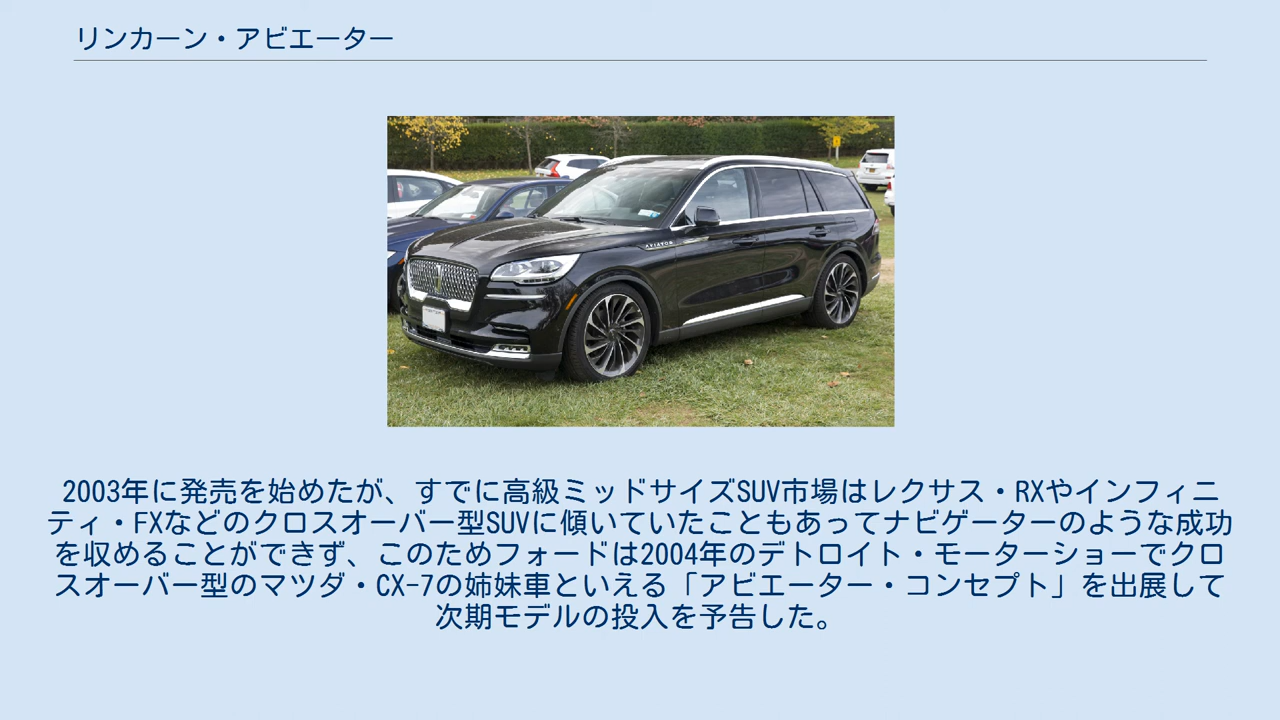 リンカーン・アビエーター
AVIATOR
2003年に発売を始めたが、すでに高級ミッドサイズSUV市場はレクサス・RXやインフィニ
ティ・FXなどのクロスオーバー型SUVに傾いていたこともあってナビゲーターのような成功
を収めることができず、このためフォードは2004年のデトロイト・モーターショーでクロ
スオーバー型のマツダ・CX-7の姉妹車といえる「アビエーター・コンセプト」を出展して
次期モデルの投入を予告した。